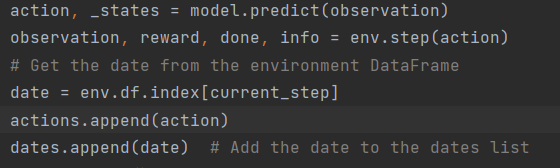 action, _states = model.predict(observation)
observation, reward, done, info = env.step(action)
# Get the date from the environment DataFrame
date = env.df.index[current_step]
actions.append(action)
dates.append(date)  # Add the date to the dates list